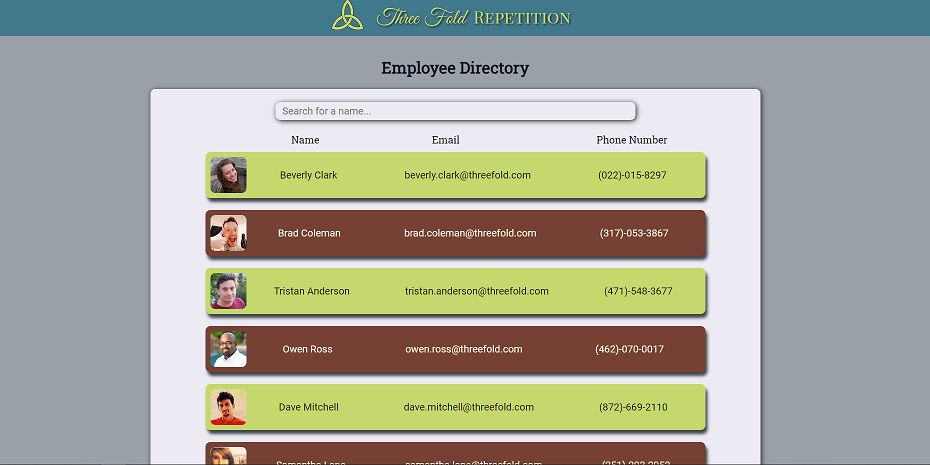 Three Fold REPETITION
Employee Directory
Search for a name...
Name Email Phone Number
Beverly Clark beverly.clark@threefold.com (022)-015-8297
Brad Coleman brad.coleman@threefold.com (317)-053-3867
Tristan Anderson tristan.anderson@threefold.com (471)-548-3677
Owen Ross owen.ross@threefold.com (462)-070-0017
Dave Mitchell dave.mitchell@threefold.com (872)-669-2110